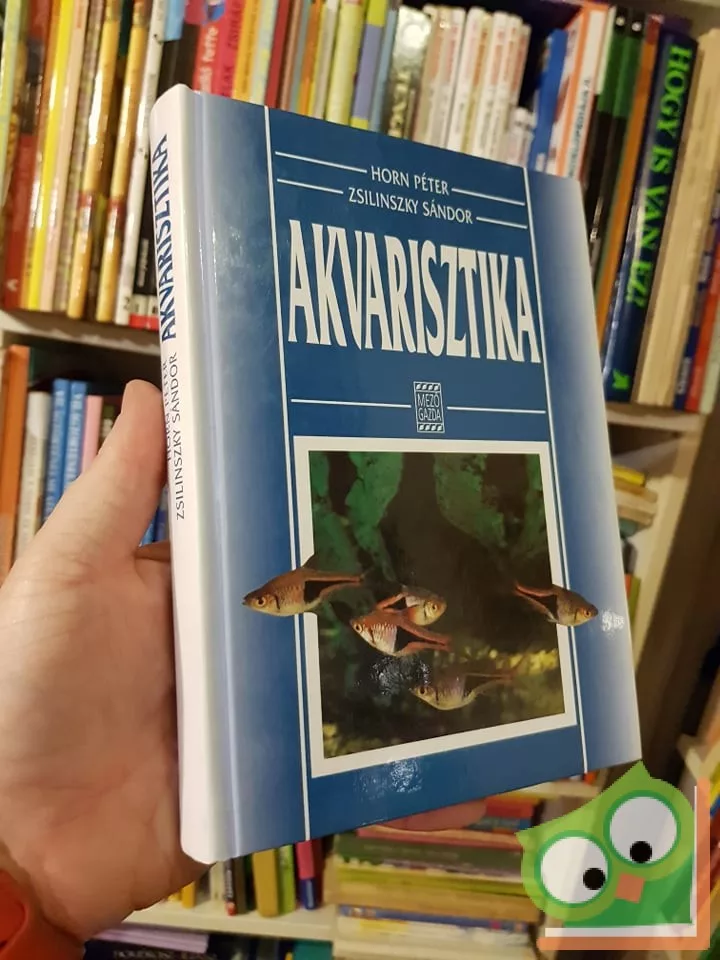 HORN PÉTER
ZSILINSZKY SÁNDOR
AKVARISZTIKA
MEZŐ
GAZDA
AKVARISZTIKA
HORN PÉTER
ZSILINSZKY SÁNDOR
HOGY IS VAN EZ?